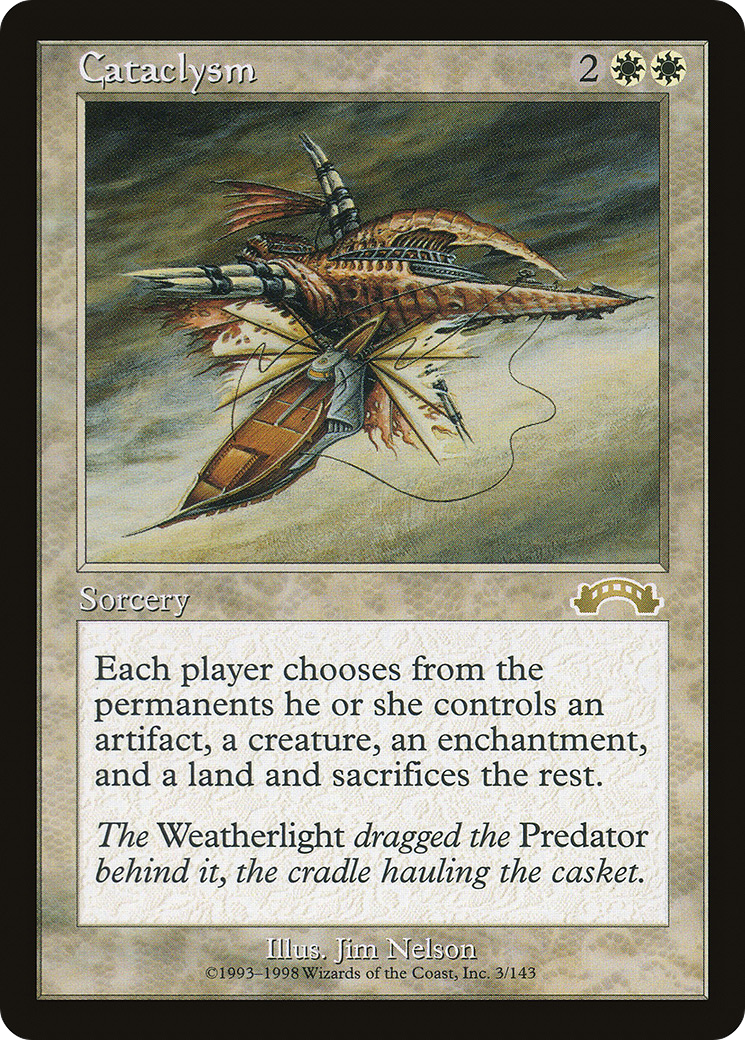 Cataclysm 2
Sorcery
Each player chooses from the
permanents he or she controls an
artifact, a creature, an enchantment,
and a land and sacrifices the rest.
The Weatherlight dragged the Predator
behind it, the cradle hauling the casket.
Illus. Jim Nelson
©1993–1998 Wizards of the Coast, Inc. 3/143